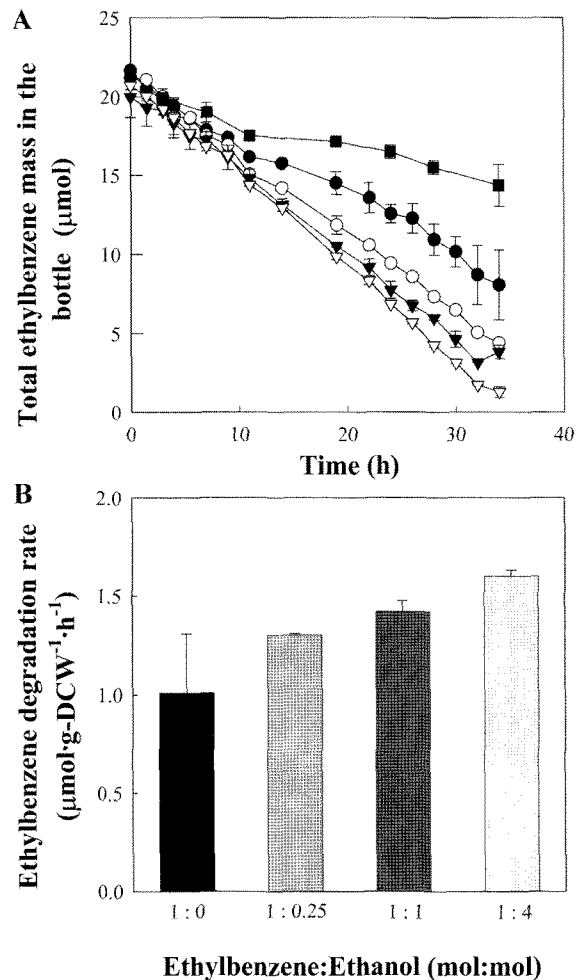 A
Total ethylbenzene mass in the
bottle (μmol)
25
20
15
10
5
0
0
10
20
30
40
Time (h)
B
Ethylbenzene degradation rate
(μmol·g-DCW⁻¹·h⁻¹)
2.0
1.5
1.0
0.5
0.0
1 : 0
1 : 0.25
1 : 1
1 : 4
Ethylbenzene:Ethanol (mol:mol)